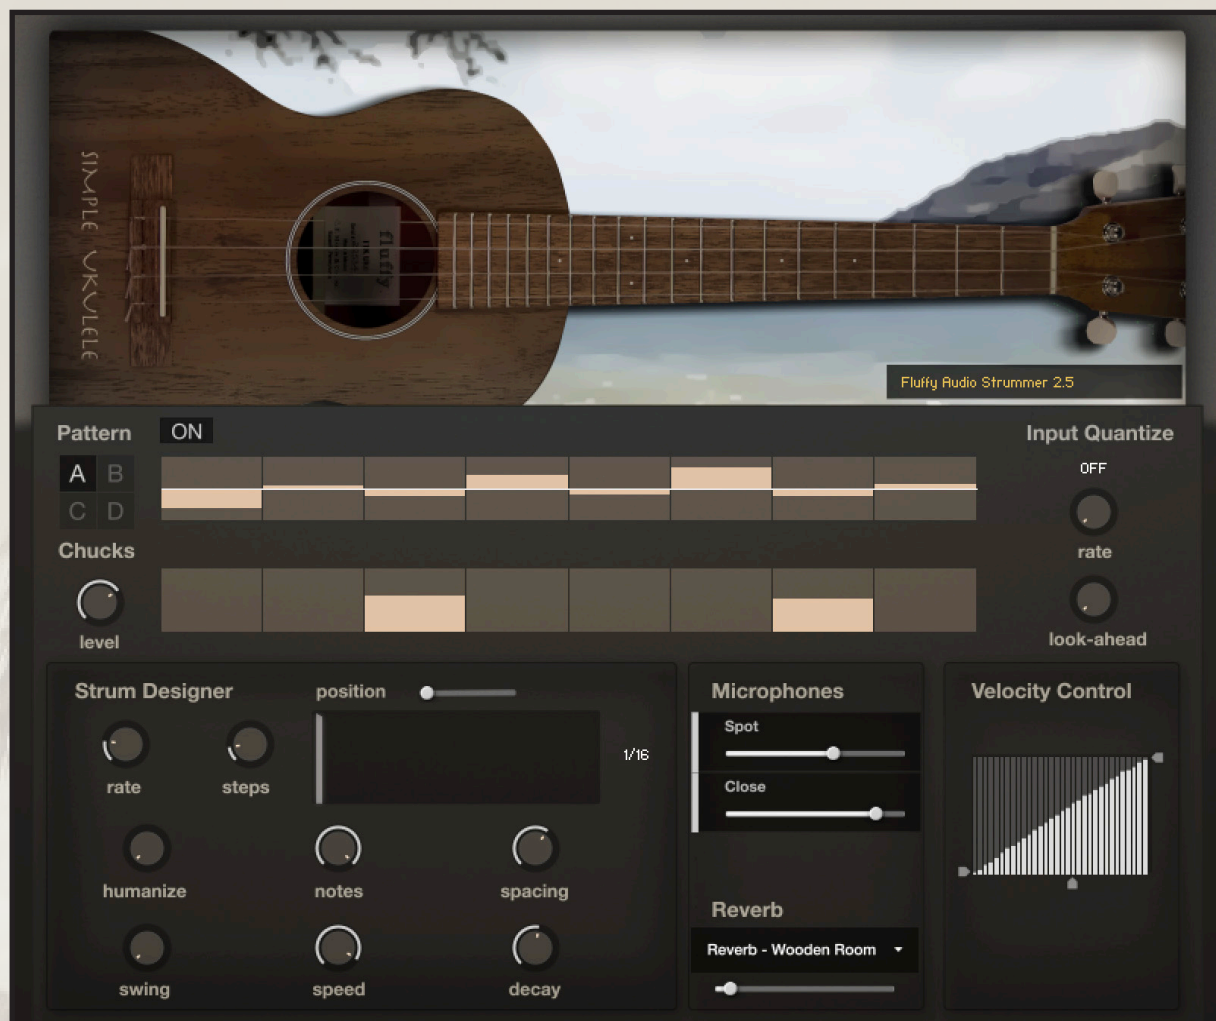 SIMPLE UKULELE
fluffy
Fluffy Audio Strummer 2.5
Pattern
ON
Input Quantize
A B
OFF
C D
Chucks
rate
level
look-ahead
Strum Designer
position
Microphones
Velocity Control
Spot
1/16
rate
steps
Close
humanize
notes
spacing
Reverb
Reverb - Wooden Room
swing
speed
decay